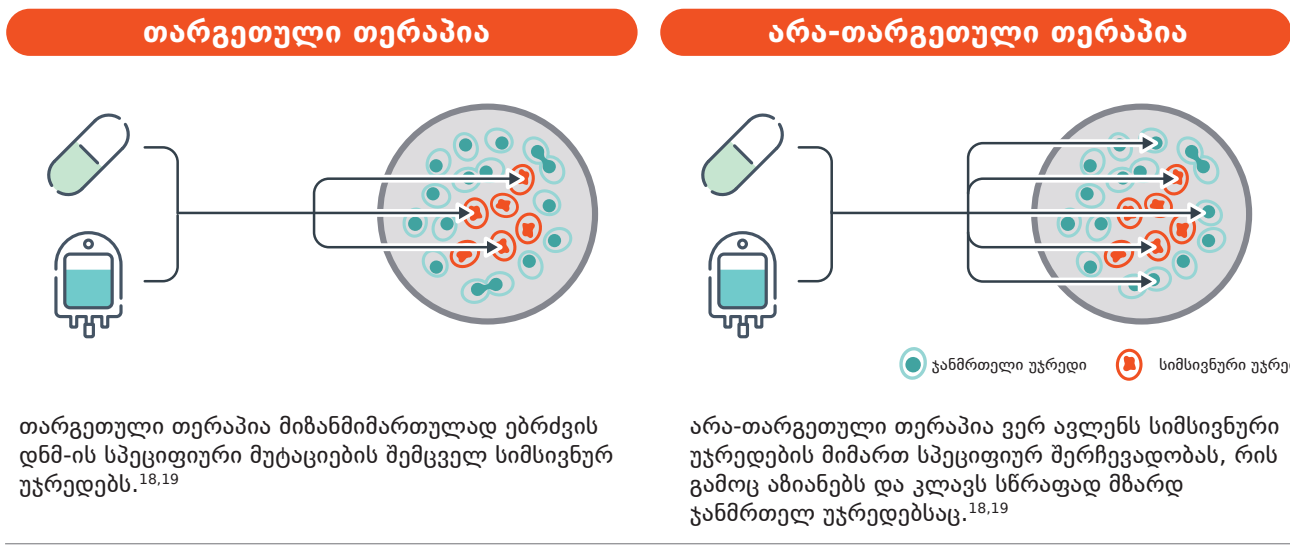 თარგეთული თერაპია
არა-თარგეთული თერაპია
ჯანმრთელი უჯრედი
სიმსივნური უჯრე
თარგეთული თერაპია მიზანმიმართულად ებრძვის
დნმ-ის სპეციფიური მუტაციების შემცველ სიმსივნურ
უჯრედებს.18,19
არა-თარგეთული თერაპია ვერ ავლენს სიმსივნური
უჯრედების მიმართ სპეციფიურ შერჩევადობას, რის
გამოც აზიანებს და კლავს სწრაფად მზარდ
ჯანმრთელ უჯრედებსაც.18,19